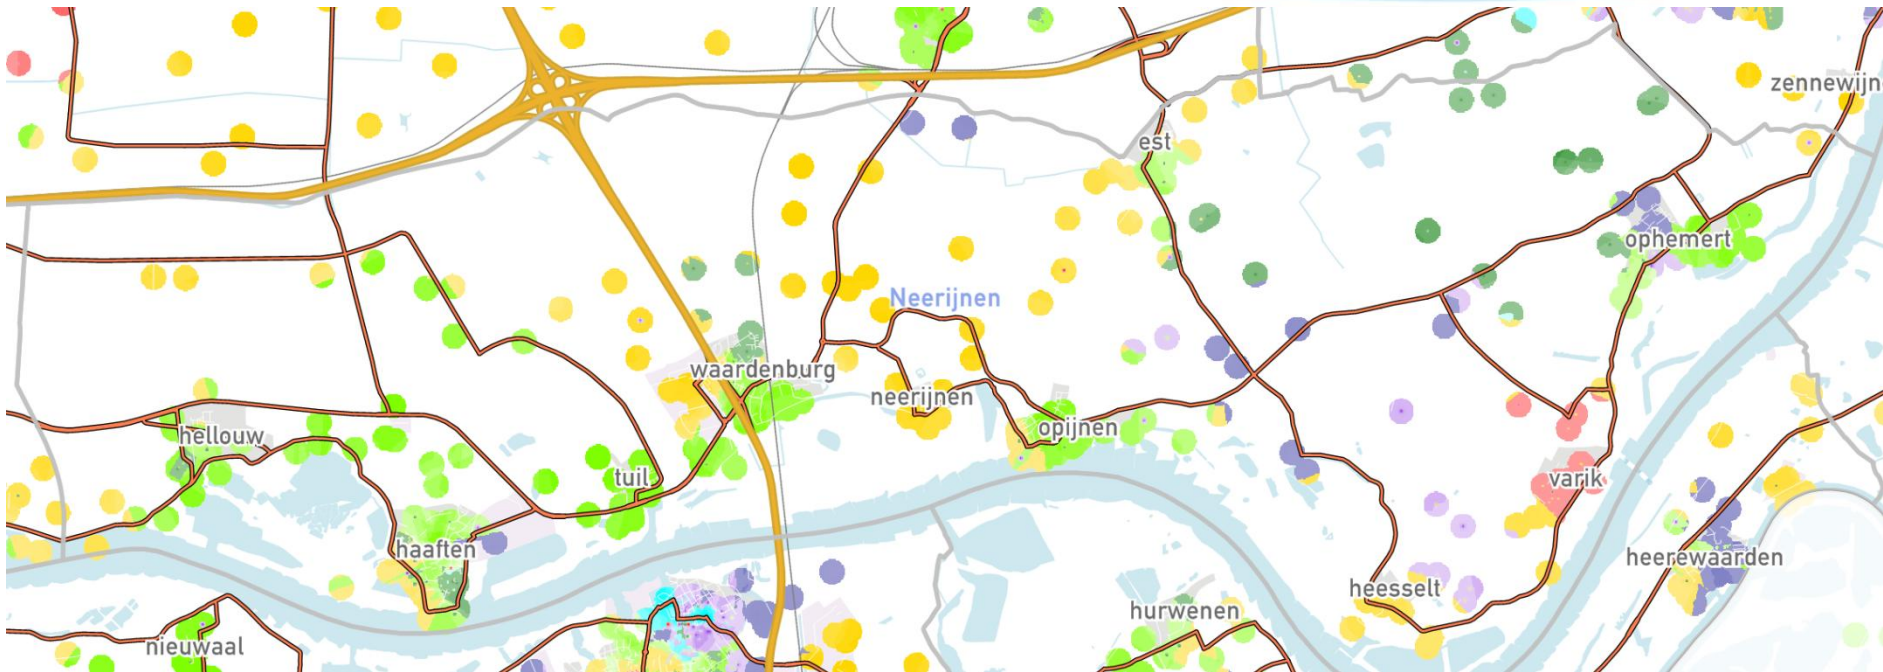 zennewijn
est
ophemert
Neerijnen
waardenburg
neerijnen
opijnen
hellouw
tuil
varik
haaften
heerewaarden
heesselt
hurwenen
nieuwaal